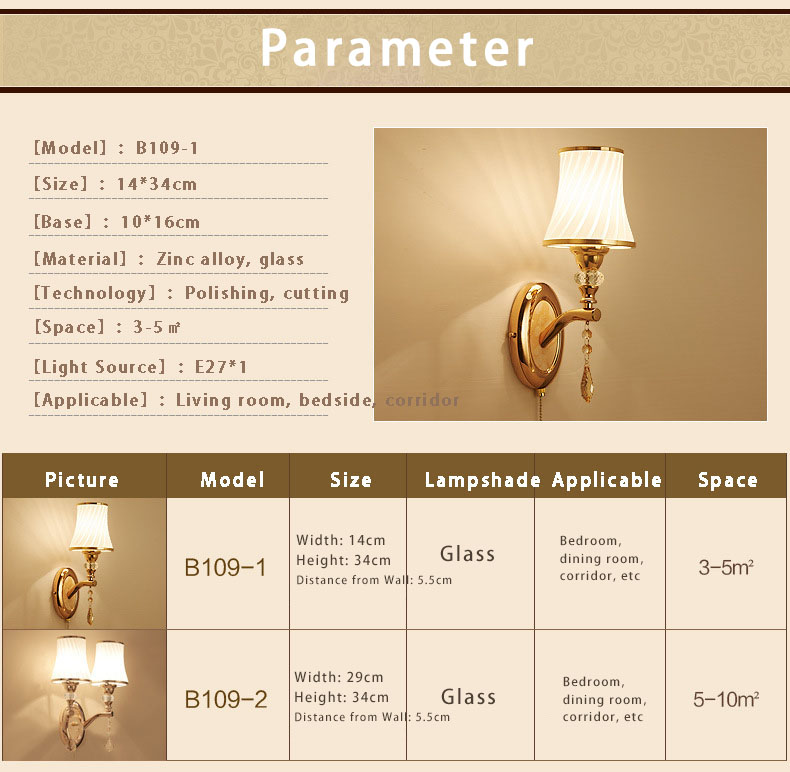 Parameter
[Model] : B109-1
[Size] : 14*34cm
[Base] : 10*16cm
[Material] : Zinc alloy, glass
[Technology] : Polishing, cutting
[Space] : 3-5㎡
[Light Source] : E27*1
[Applicable] : Living room, bedside, corridor
Picture Model Size Lampshade Applicable Space
B109-1
Width: 14cm
Height: 34cm
Distance from Wall: 5.5cm
Glass
Bedroom,
dining room,
corridor, etc
3-5m²
B109-2
Width: 29cm
Height: 34cm
Distance from Wall: 5.5cm
Glass
Bedroom,
dining room,
corridor, etc
5-10m²